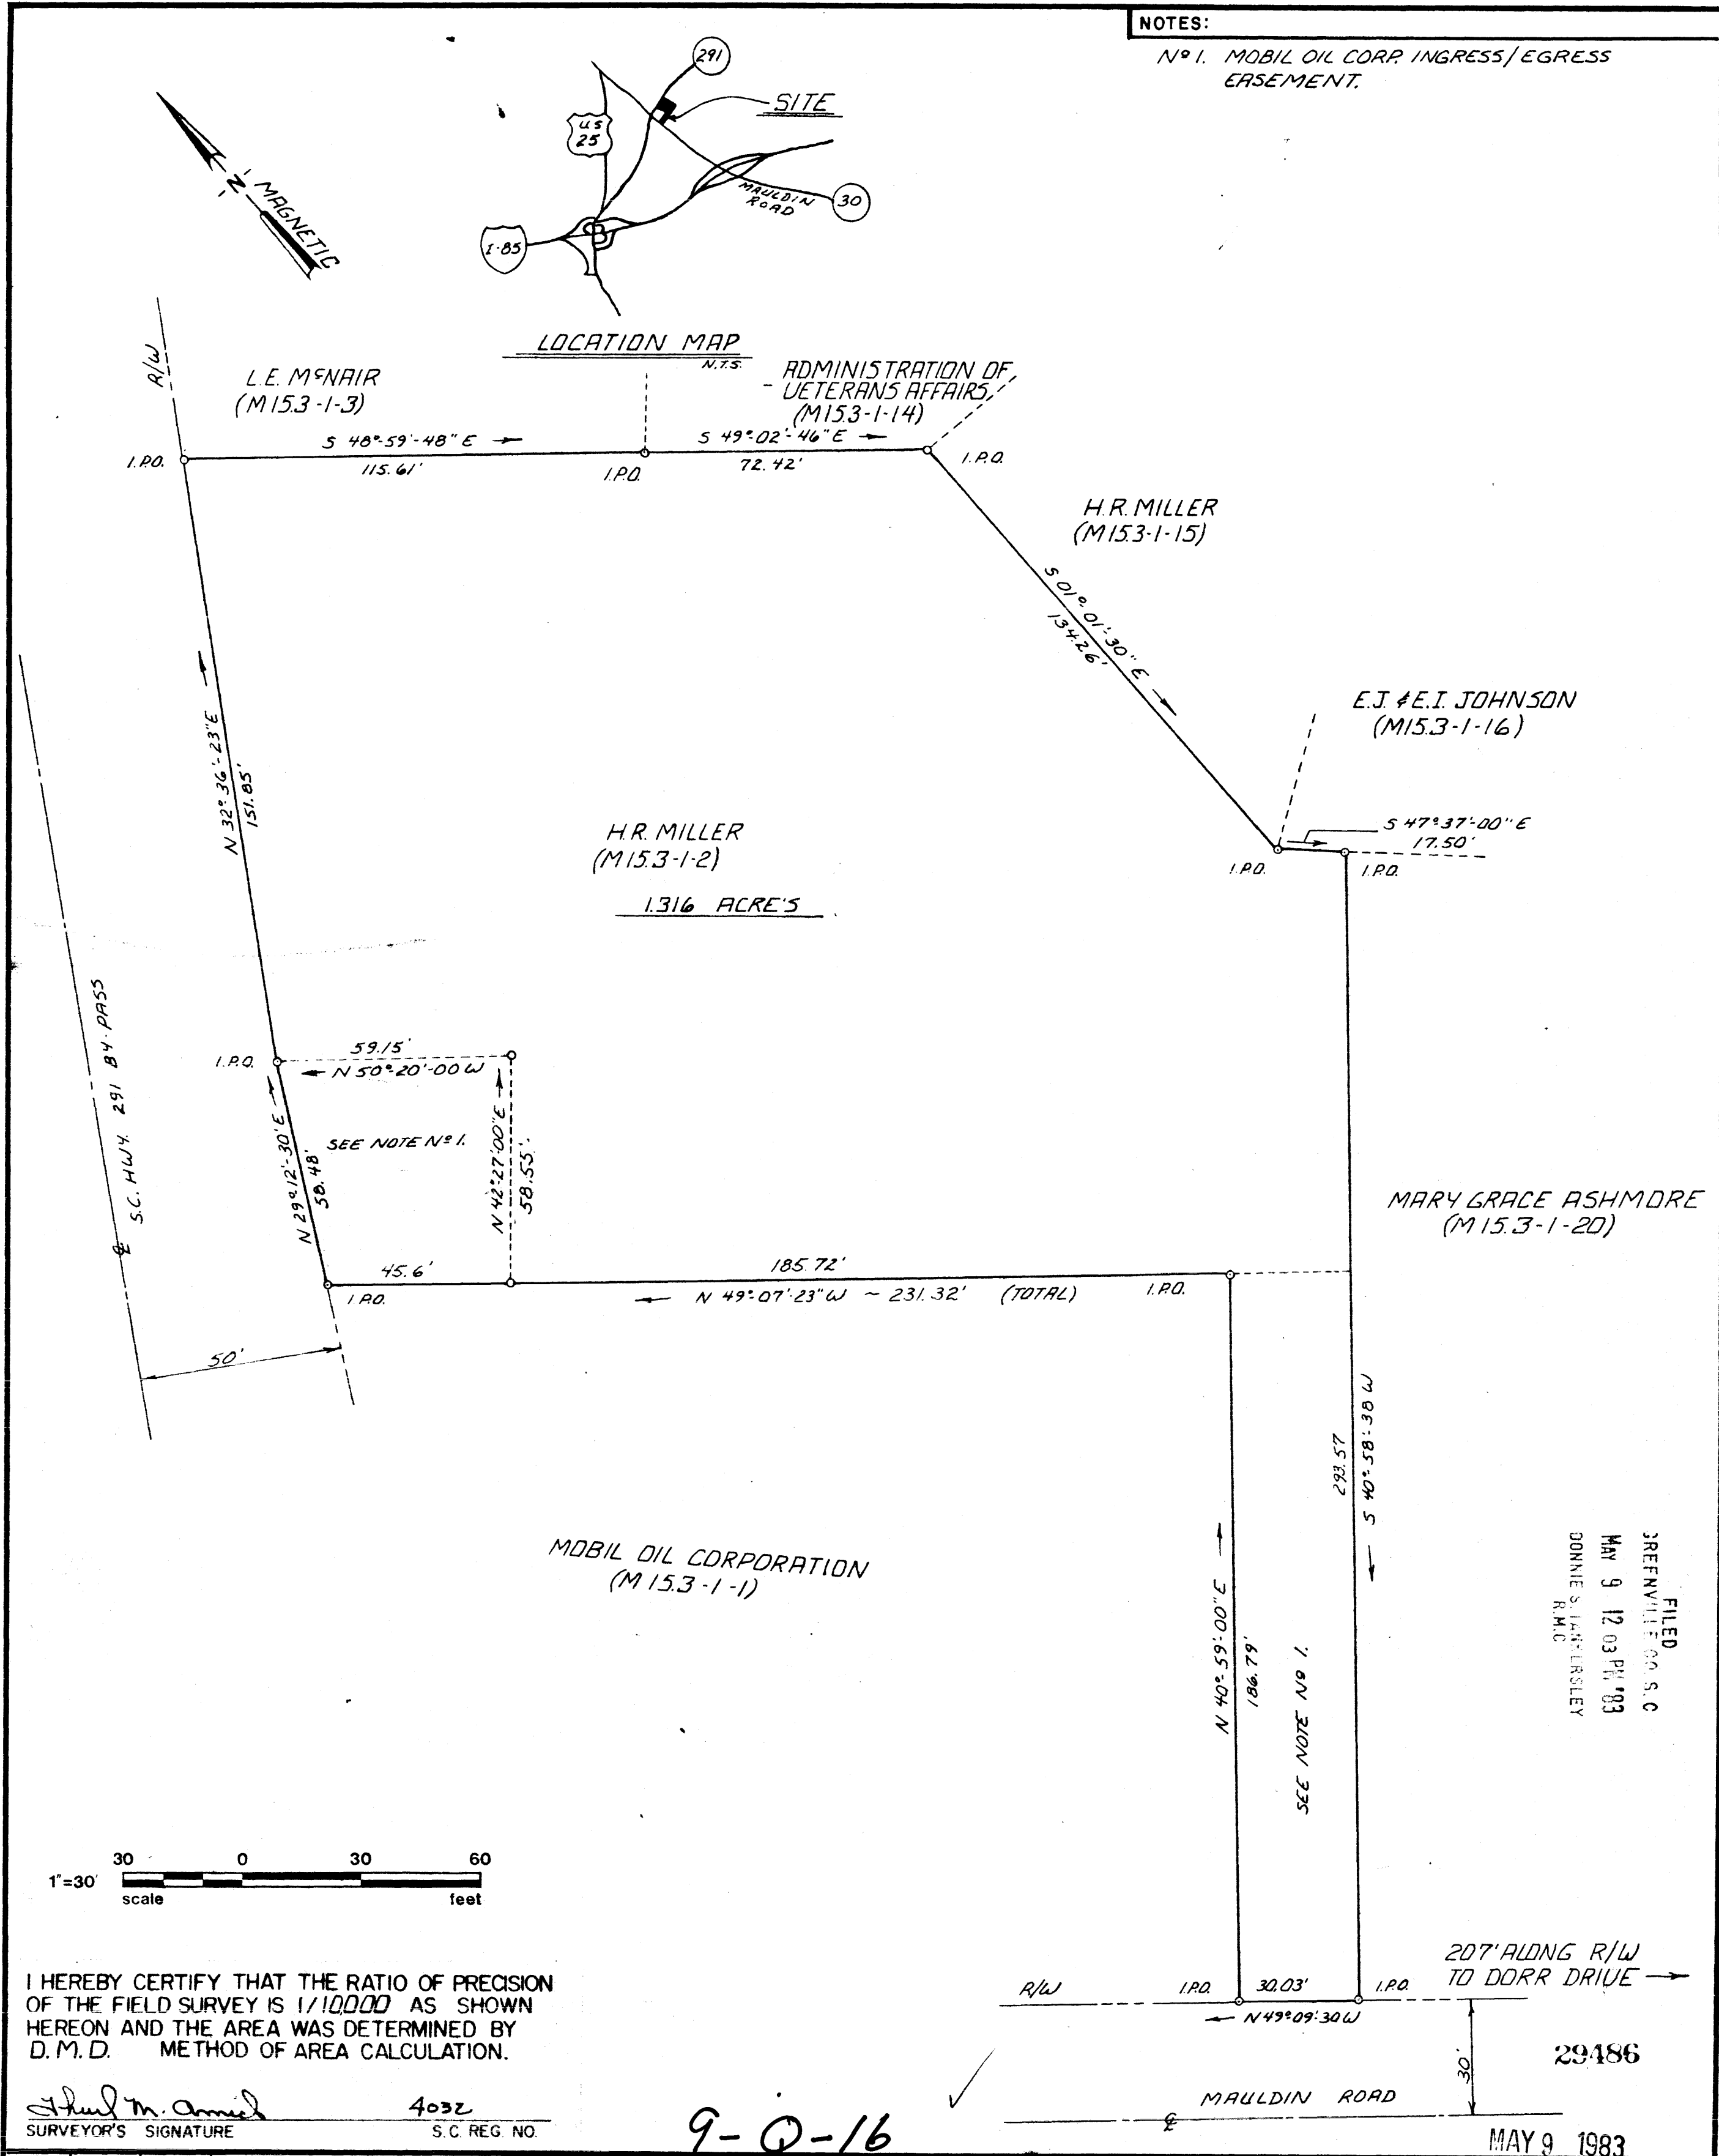 NOTES:
Nº1. MOBIL OIL CORP. INGRESS/EGRESS
EASEMENT.
291
SITE
US
25
MAULDIN
ROAD
30
I-85
N
MAGNETIC
LOCATION MAP
N.T.S.
R/W
L.E. McNAIR
(M15.3-1-3)
ADMINISTRATION OF
VETERANS AFFAIRS
(M15.3-1-14)
S 48°-59'-48" E
115.61'
S 49°-02'-46" E
72.42'
I.P.O.
I.P.O.
I.P.O.
H.R. MILLER
(M15.3-1-15)
S 01°-01'-30" E
134.26'
E.J. & E.I. JOHNSON
(M15.3-1-16)
S 47°37'-00" E
17.50'
I.P.O.
I.P.O.
N 32°36'-23"E
151.85'
H.R. MILLER
(M15.3-1-2)
1.316 ACRE'S
S.C. HWY. 291 BY-PASS
I.P.O.
59.15'
N 50°-20'-00 W
N 29°12'-30' E
58.48'
SEE NOTE Nº 1.
N 42°27'00"E
58.55'
MARY GRACE ASHMORE
(M15.3-1-20)
45.6'
185.72'
I.P.O.
N 49°-07'-23" W ~ 231.32' (TOTAL)
I.P.O.
50'
293.57
S 40°-58'-38 W
MOBIL OIL CORPORATION
(M15.3-1-1)
N 40°-59'-00" E
186.79'
SEE NOTE Nº 1.
FILED
GREENVILLE CO. S.C
MAY 9 12 03 PM '83
DONNIE S. TANKERSLEY
R.M.C
1"=30'
30 0 30 60
scale feet
207' ALONG R/W
TO DORR DRIVE
R/W
I.P.O.
30.03'
I.P.O.
N 49°09'-30 W
30'
I HEREBY CERTIFY THAT THE RATIO OF PRECISION
OF THE FIELD SURVEY IS 1/10,000 AS SHOWN
HEREON AND THE AREA WAS DETERMINED BY
D.M.D. METHOD OF AREA CALCULATION.
29486
MAULDIN ROAD
4032
SURVEYOR'S SIGNATURE S.C. REG. NO.
9-Q-16
MAY 9 1983